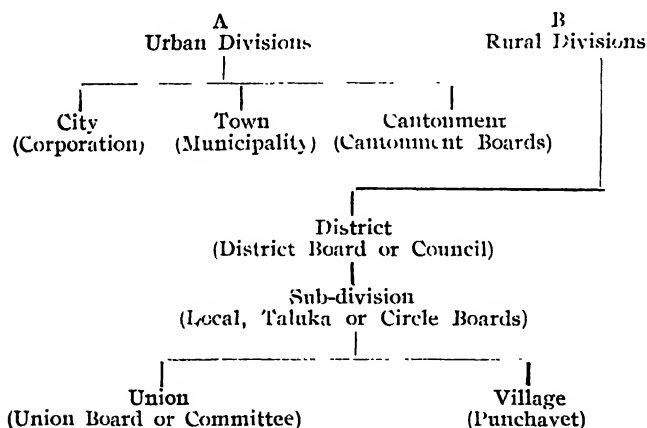 A
Urban Divisions
B
Rural Divisions
City
(Corporation)
Town
(Municipality)
Cantonment
(Cantonment Boards)
District
(District Board or Council)
Sub-division
(Local, Taluka or Circle Boards)
Union
(Union Board or Committee)
Village
(Punchayet)